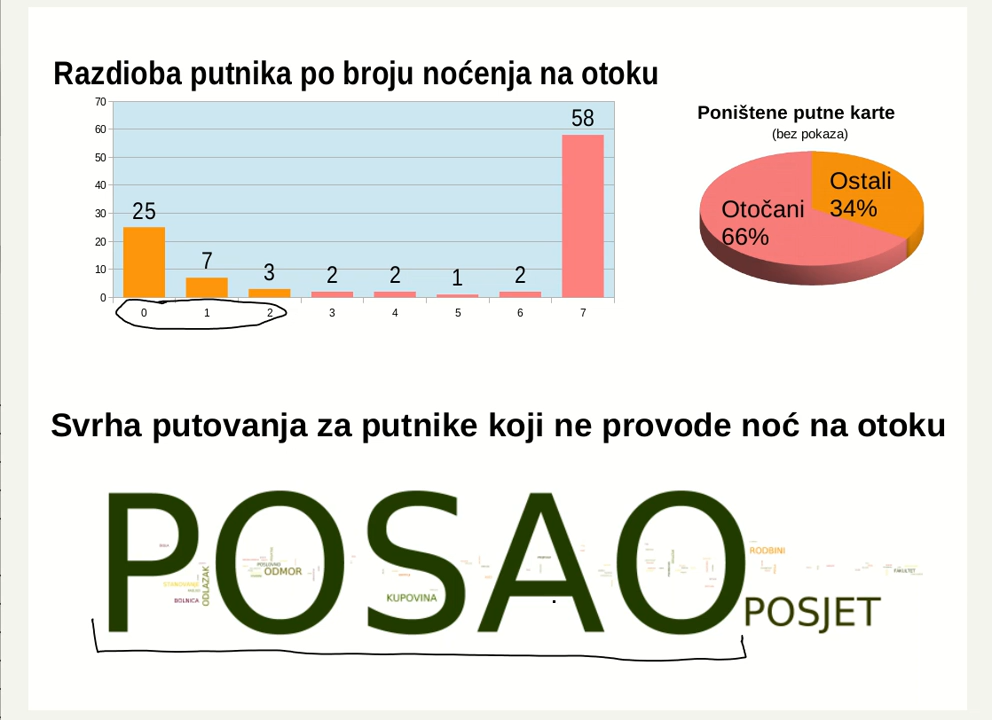 Razdioba putnika po broju noćenja na otoku
70
60
50
40
30
20
10
0
25
7
3
2
2
1
2
58
0 1 2 3 4 5 6 7
Poništene putne karte
(bez pokaza)
Ostali
34%
Otočani
66%
Svrha putovanja za putnike koji ne provode noć na otoku
POSAO
POSJET
RODBINI
ODMOR
KUPOVINA
ODLAZAK
BOLNICA
STANOVANJE
POSLOVNO
FAKULTET